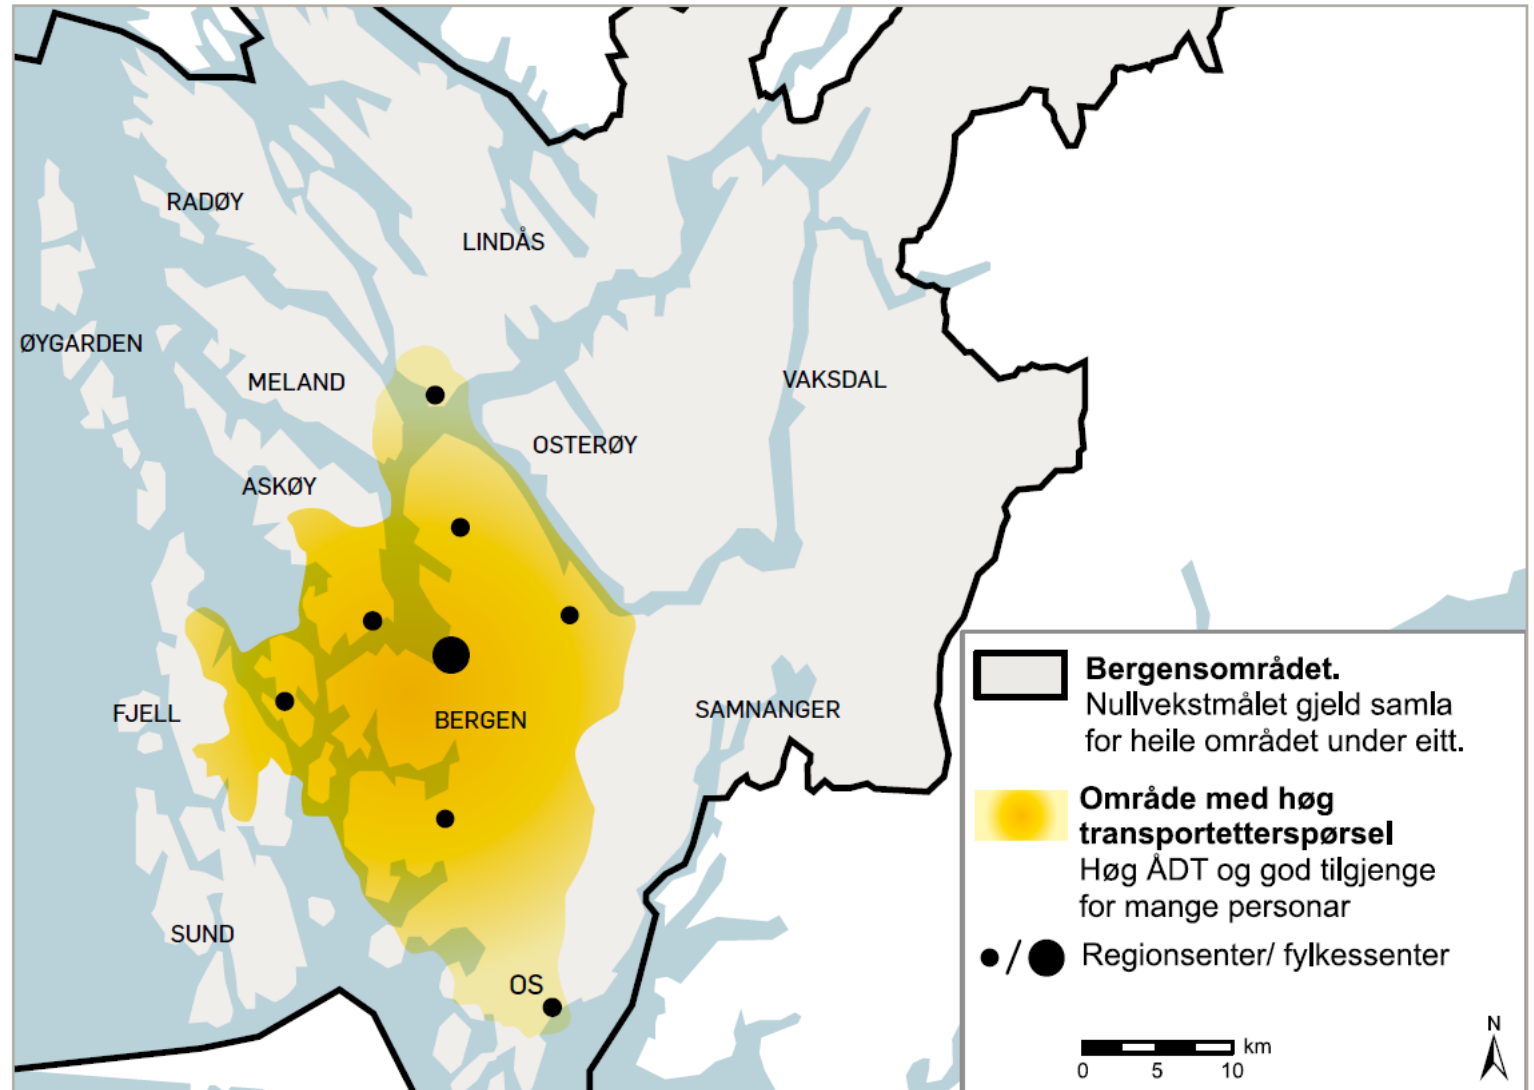 RADØY
LINDÅS
ØYGARDEN
MELAND
VAKSDAL
OSTERØY
ASKØY
FJELL
BERGEN
SAMNANGER
SUND
OS
Bergensområdet.
Nullvekstmålet gjeld samla
for heile området under eitt.
Område med høg
transportetterspørsel
Høg ÅDT og god tilgjenge
for mange personar
/
Regionsenter/ fylkessenter
km
0 5 10
N